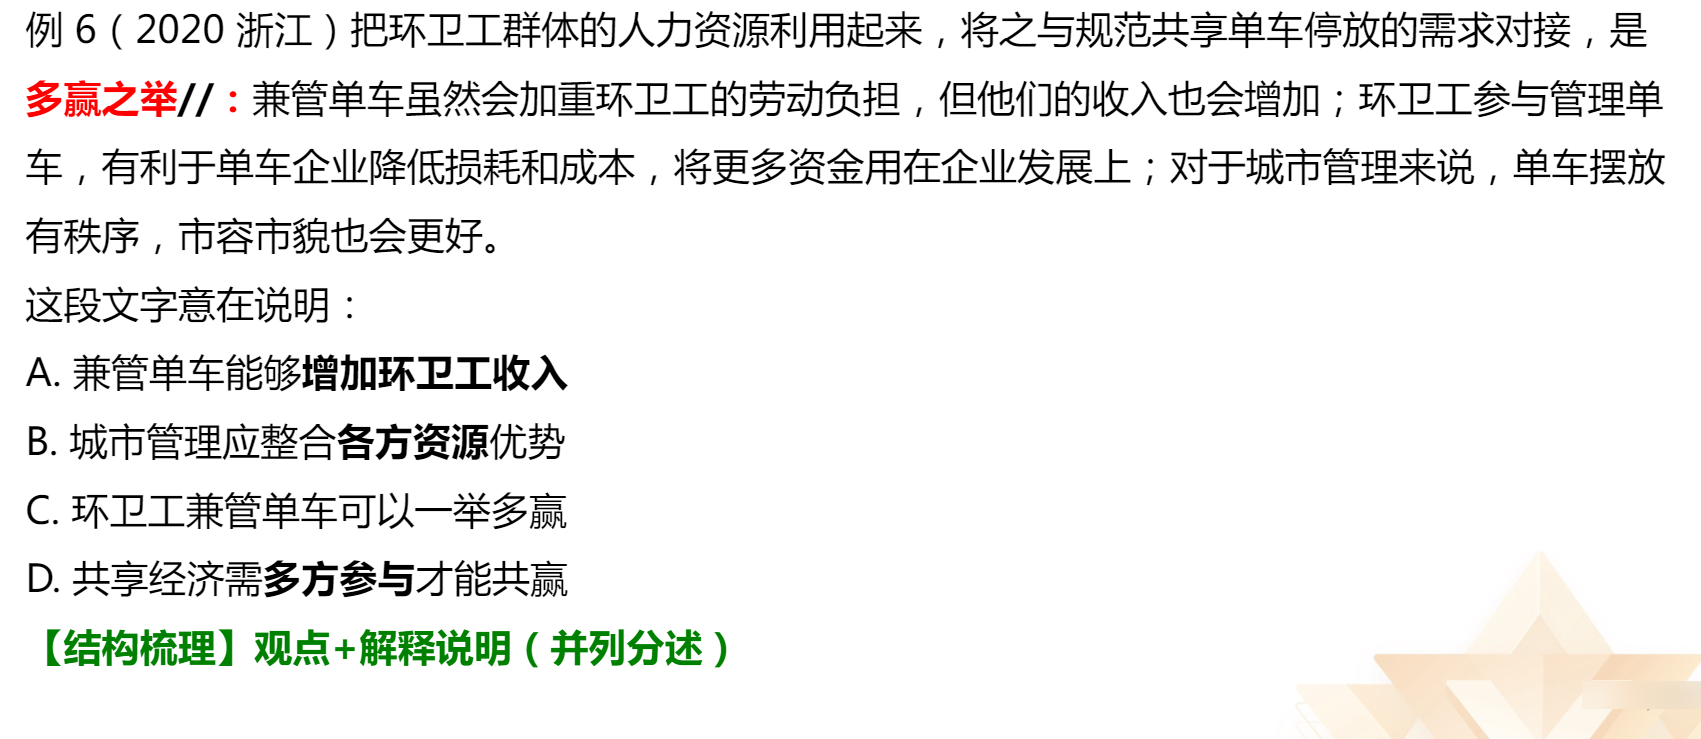 例 6（2020 浙江）把环卫工群体的人力资源利用起来，将之与规范共享单车停放的需求对接，是
多赢之举//：兼管单车虽然会加重环卫工的劳动负担，但他们的收入也会增加；环卫工参与管理单
车，有利于单车企业降低损耗和成本，将更多资金用在企业发展上；对于城市管理来说，单车摆放
有秩序，市容市貌也会更好。
这段文字意在说明：
A. 兼管单车能够增加环卫工收入
B. 城市管理应整合各方资源优势
C. 环卫工兼管单车可以一举多赢
D. 共享经济需多方参与才能共赢
【结构梳理】观点+解释说明（并列分述）